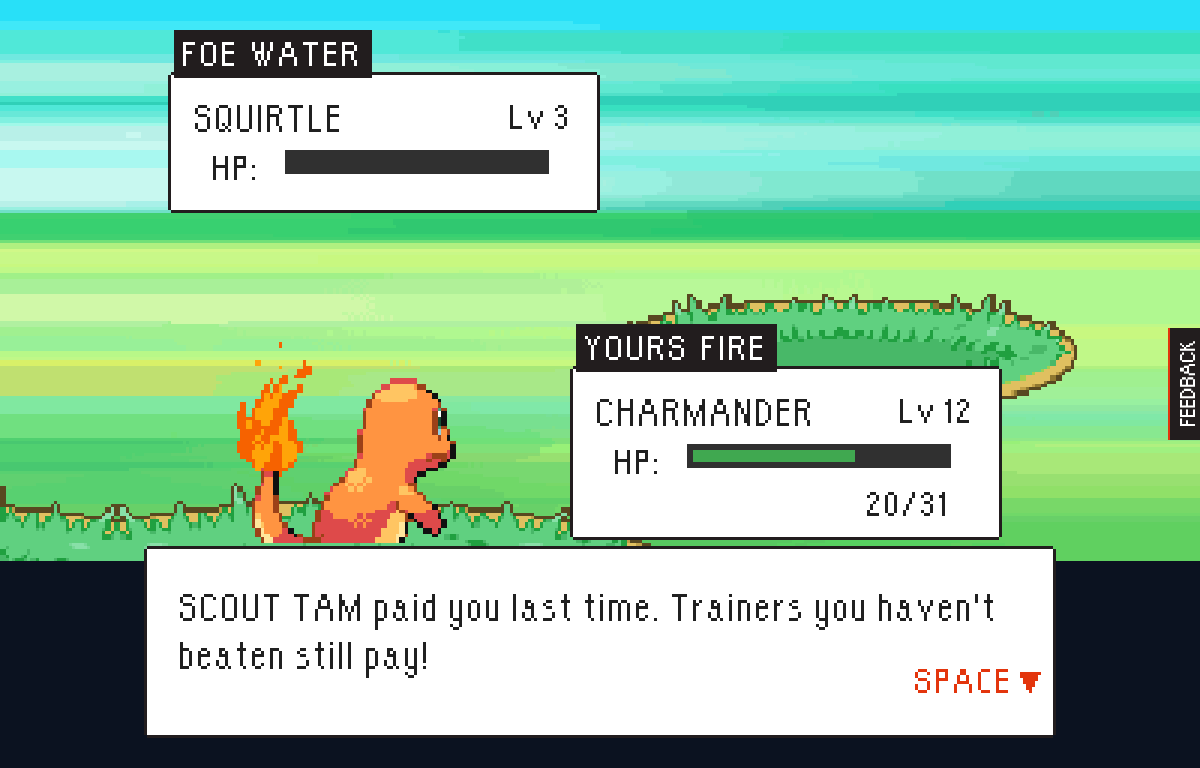 FOE WATER
SQUIRTLE Lv 3
HP:
YOURS FIRE
CHARMANDER Lv 12
HP:
20/31
FEEDBACK
SCOUT TAM paid you last time. Trainers you haven't
beaten still pay!
SPACE ▼